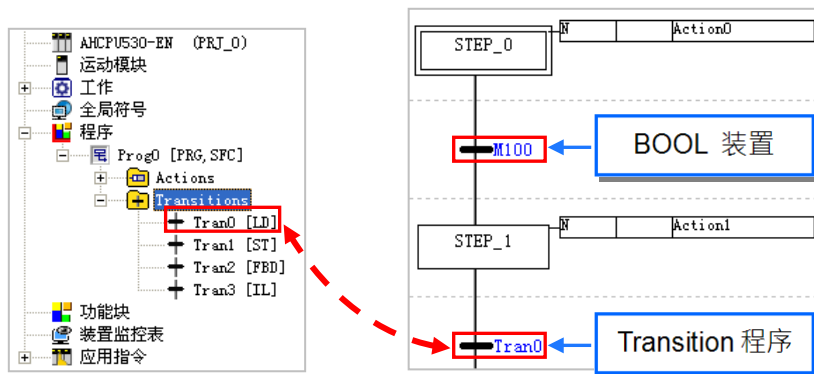 AHCPU530-EN (PRJ_0)
运动模块
工作
全局符号
程序
Prog0 [PRG,SFC]
Actions
Transitions
Tran0 [LD]
Tran1 [ST]
Tran2 [FBD]
Tran3 [IL]
功能块
装置监控表
应用指令
STEP_0
N
Action0
M100
BOOL 装置
STEP_1
N
Action1
Tran0
Transition 程序